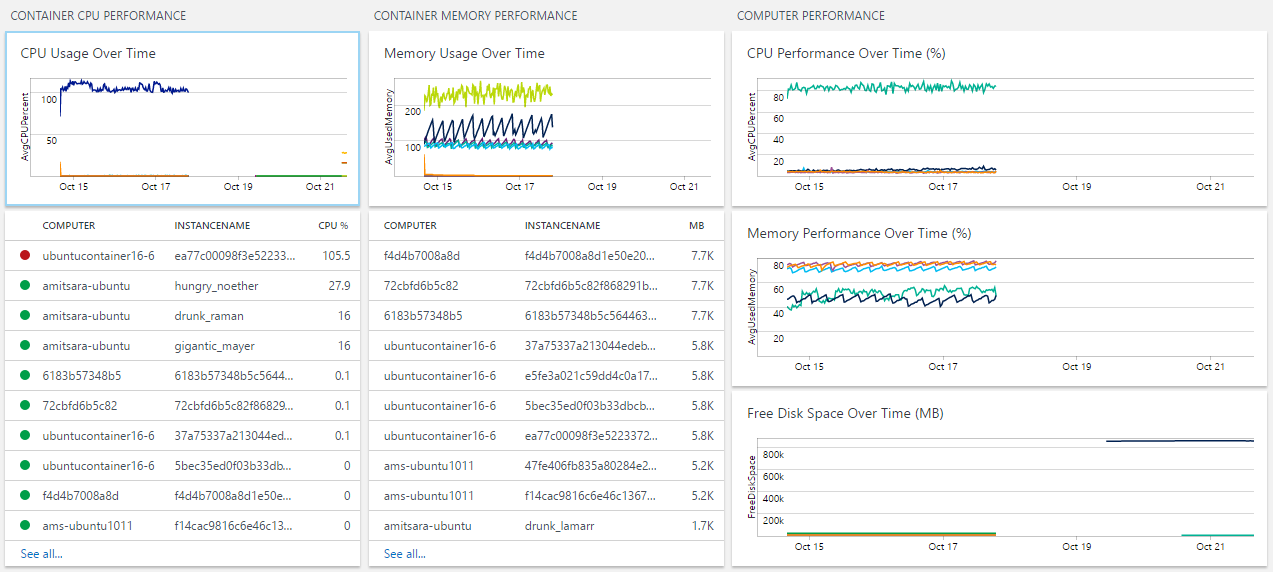 CONTAINER CPU PERFORMANCE
CPU Usage Over Time
AvgCPUPercent
100
50
Oct 15 Oct 17 Oct 19 Oct 21
COMPUTER INSTANCENAME CPU %
ubuntucontainer16-6 ea77c00098f3e52233... 105.5
amitsara-ubuntu hungry_noether 27.9
amitsara-ubuntu drunk_raman 16
amitsara-ubuntu gigantic_mayer 16
6183b57348b5 6183b57348b5c5644... 0.1
72cbfd6b5c82 72cbfd6b5c82f86829... 0.1
ubuntucontainer16-6 37a75337a213044ed... 0.1
ubuntucontainer16-6 5bec35ed0f03b33db... 0
f4d4b7008a8d f4d4b7008a8d1e50e... 0
ams-ubuntu1011 f14cac9816c6e46c13... 0
See all...
CONTAINER MEMORY PERFORMANCE
Memory Usage Over Time
AvgUsedMemory
200
100
Oct 15 Oct 17 Oct 19 Oct 21
COMPUTER INSTANCENAME MB
f4d4b7008a8d f4d4b7008a8d1e50e20... 7.7K
72cbfd6b5c82 72cbfd6b5c82f868291b... 7.7K
6183b57348b5 6183b57348b5c564463... 7.7K
ubuntucontainer16-6 37a75337a213044edeb... 5.8K
ubuntucontainer16-6 e5fe3a021c59dd4c0a17... 5.8K
ubuntucontainer16-6 5bec35ed0f03b33dbcb... 5.8K
ubuntucontainer16-6 ea77c00098f3e5223372... 5.8K
ams-ubuntu1011 47fe406fb835a80284e2... 5.2K
ams-ubuntu1011 f14cac9816c6e46c1367... 5.2K
amitsara-ubuntu drunk_lamarr 1.7K
See all...
COMPUTER PERFORMANCE
CPU Performance Over Time (%)
AvgCPUPercent
80
60
40
20
Oct 15 Oct 17 Oct 19 Oct 21
Memory Performance Over Time (%)
AvgUsedMemory
80
60
40
20
Oct 15 Oct 17 Oct 19 Oct 21
Free Disk Space Over Time (MB)
FreeDiskSpace
800k
600k
400k
200k
Oct 15 Oct 17 Oct 19 Oct 21